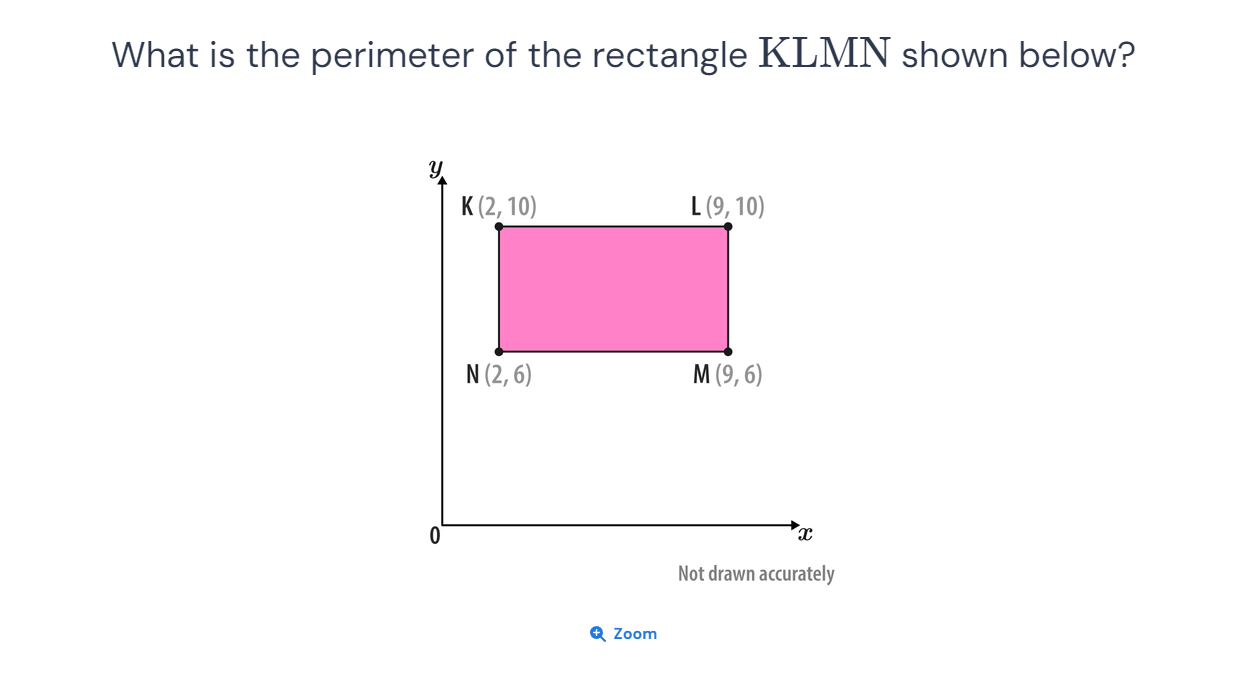 What is the perimeter of the rectangle KLMN shown below?
y
K (2, 10) L (9, 10)
N (2, 6) M (9, 6)
0
x
Not drawn accurately
Zoom